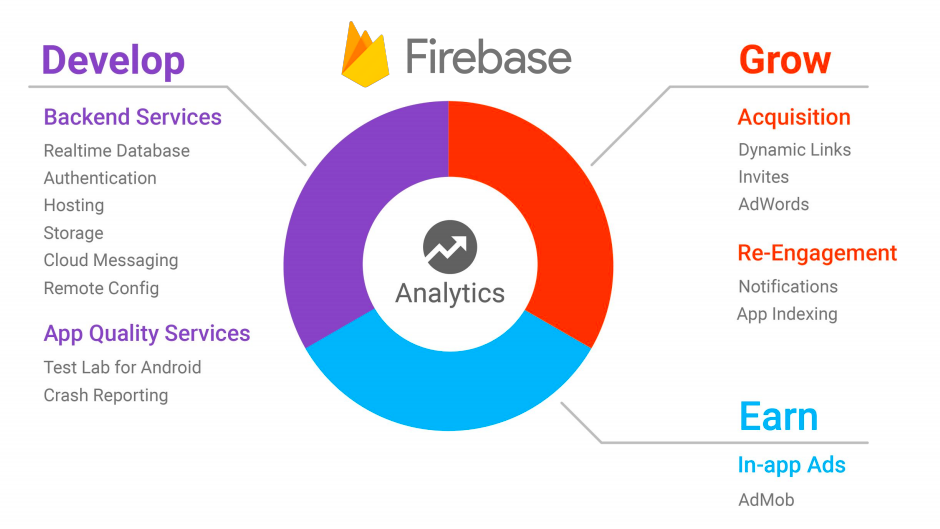 Firebase
Develop
Backend Services
Realtime Database
Authentication
Hosting
Storage
Cloud Messaging
Remote Config
App Quality Services
Test Lab for Android
Crash Reporting
Analytics
Grow
Acquisition
Dynamic Links
Invites
AdWords
Re-Engagement
Notifications
App Indexing
Earn
In-app Ads
AdMob